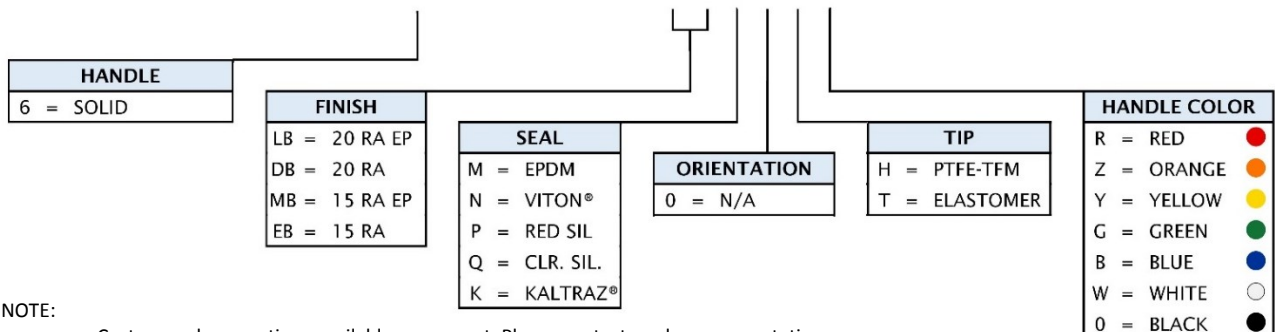 HANDLE
6 = SOLID
FINISH
LB = 20 RA EP
DB = 20 RA
MB = 15 RA EP
EB = 15 RA
SEAL
M = EPDM
N = VITON®
P = RED SIL
Q = CLR. SIL.
K = KALTRAZ®
ORIENTATION
0 = N/A
TIP
H = PTFE-TFM
T = ELASTOMER
HANDLE COLOR
R = RED
Z = ORANGE
Y = YELLOW
G = GREEN
B = BLUE
W = WHITE
0 = BLACK
NOTE: